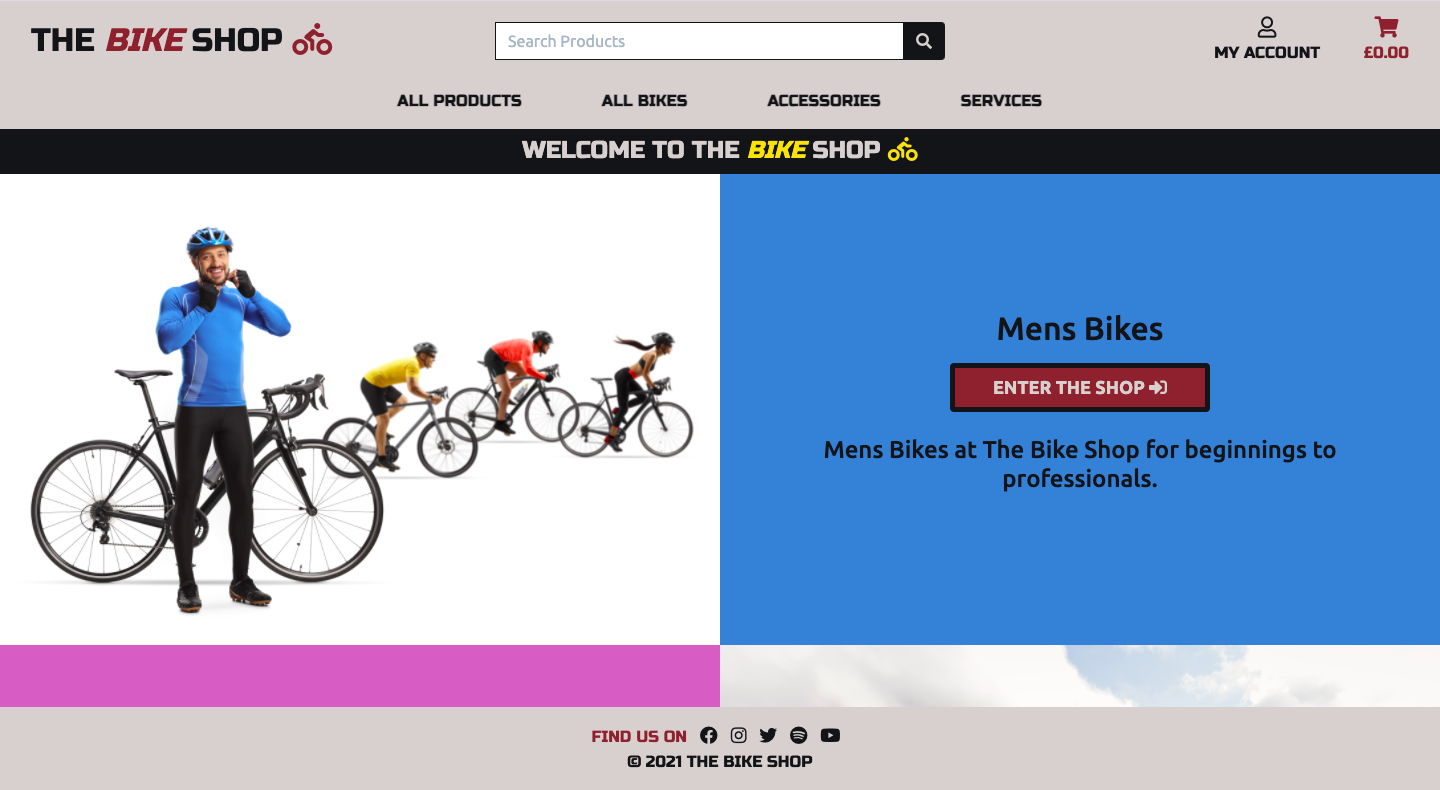 THE BIKE SHOP
Search Products
MY ACCOUNT
£0.00
ALL PRODUCTS
ALL BIKES
ACCESSORIES
SERVICES
WELCOME TO THE BIKE SHOP
Mens Bikes
ENTER THE SHOP
Mens Bikes at The Bike Shop for beginnings to
professionals.
FIND US ON
© 2021 THE BIKE SHOP